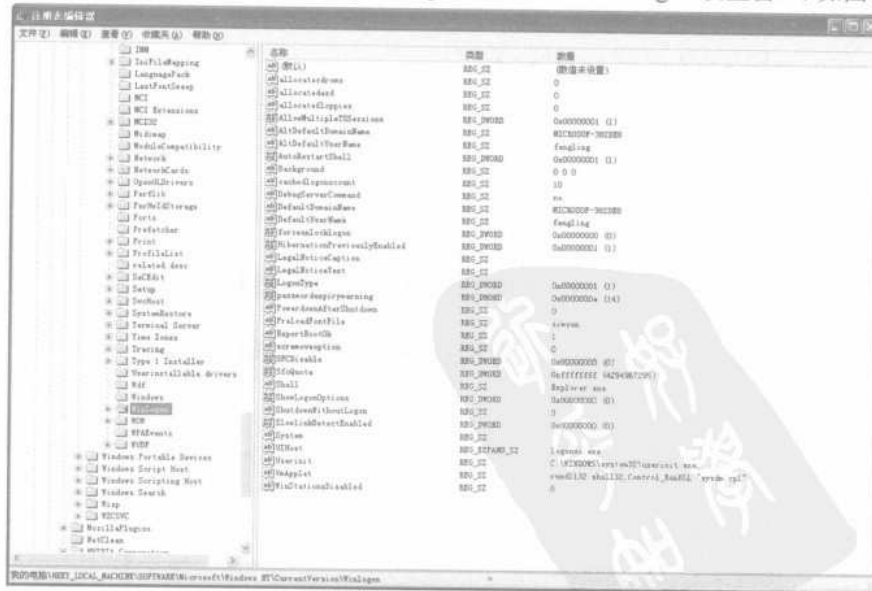 注册表编辑器
文件(F) 编辑(E) 查看(V) 收藏夹(A) 帮助(H)
IMM
IniFileMapping
LanguagePack
LastFontSweep
MCI
MCI Extensions
MCI32
Midimap
ModuleCompatibility
Network
NetworkCards
OpenGLDrivers
Perflib
PerHwIdStorage
Ports
Prefetcher
Print
ProfileList
related.desc
SeCEdit
Setup
SvcHost
SystemRestore
Terminal Server
Time Zones
Tracing
Type 1 Installer
Userinstallable drivers
Wdf
Windows
Winlogon
WOW
WPAEvents
WUDF
Windows Portable Devices
Windows Script Host
Windows Scripting Host
Windows Search
Wisp
WZCSVC
MozillaPlugins
NetClean
名称 类型 数据
(默认) REG_SZ (数值未设置)
allocatecdroms REG_SZ 0
allocatedasd REG_SZ 0
allocatefloppies REG_SZ 0
AllowMultipleTSSessions REG_DWORD 0x00000001 (1)
AltDefaultDomainName REG_SZ
AltDefaultUserName REG_SZ fengling
AutoRestartShell REG_DWORD 0x00000001 (1)
Background REG_SZ 0 0 0
cachedlogonscount REG_SZ 10
DebugServerCommand REG_SZ no
DefaultDomainName REG_SZ
DefaultUserName REG_SZ fengling
forceunlocklogon REG_DWORD 0x00000000 (0)
HibernationPreviouslyEnabled REG_DWORD 0x00000001 (1)
LegalNoticeCaption REG_SZ
LegalNoticeText REG_SZ
LogonType REG_DWORD 0x00000001 (1)
passwordexpirywarning REG_DWORD 0x0000000e (14)
PowerdownAfterShutdown REG_SZ 0
PreLoadFontFile REG_SZ
ReportBootOk REG_SZ 1
scremoveoption REG_SZ 0
SFCDisable REG_DWORD 0x00000000 (0)
SfcQuota REG_DWORD 0xffffffff (4294967295)
Shell REG_SZ Explorer.exe
ShowLogonOptions REG_DWORD 0x00000000 (0)
ShutdownWithoutLogon REG_SZ 0
SlowLinkDetectEnabled REG_DWORD 0x00000000 (0)
System REG_SZ
UIHost REG_EXPAND_SZ logonui.exe
Userinit REG_SZ C:\WINDOWS\system32\userinit.exe,
VmApplet REG_SZ rundll32 shell32,Control_RunDLL "sysdm.cpl"
WinStationsDisabled REG_SZ 0
我的电脑\HKEY_LOCAL_MACHINE\SOFTWARE\Microsoft\Windows NT\CurrentVersion\Winlogon